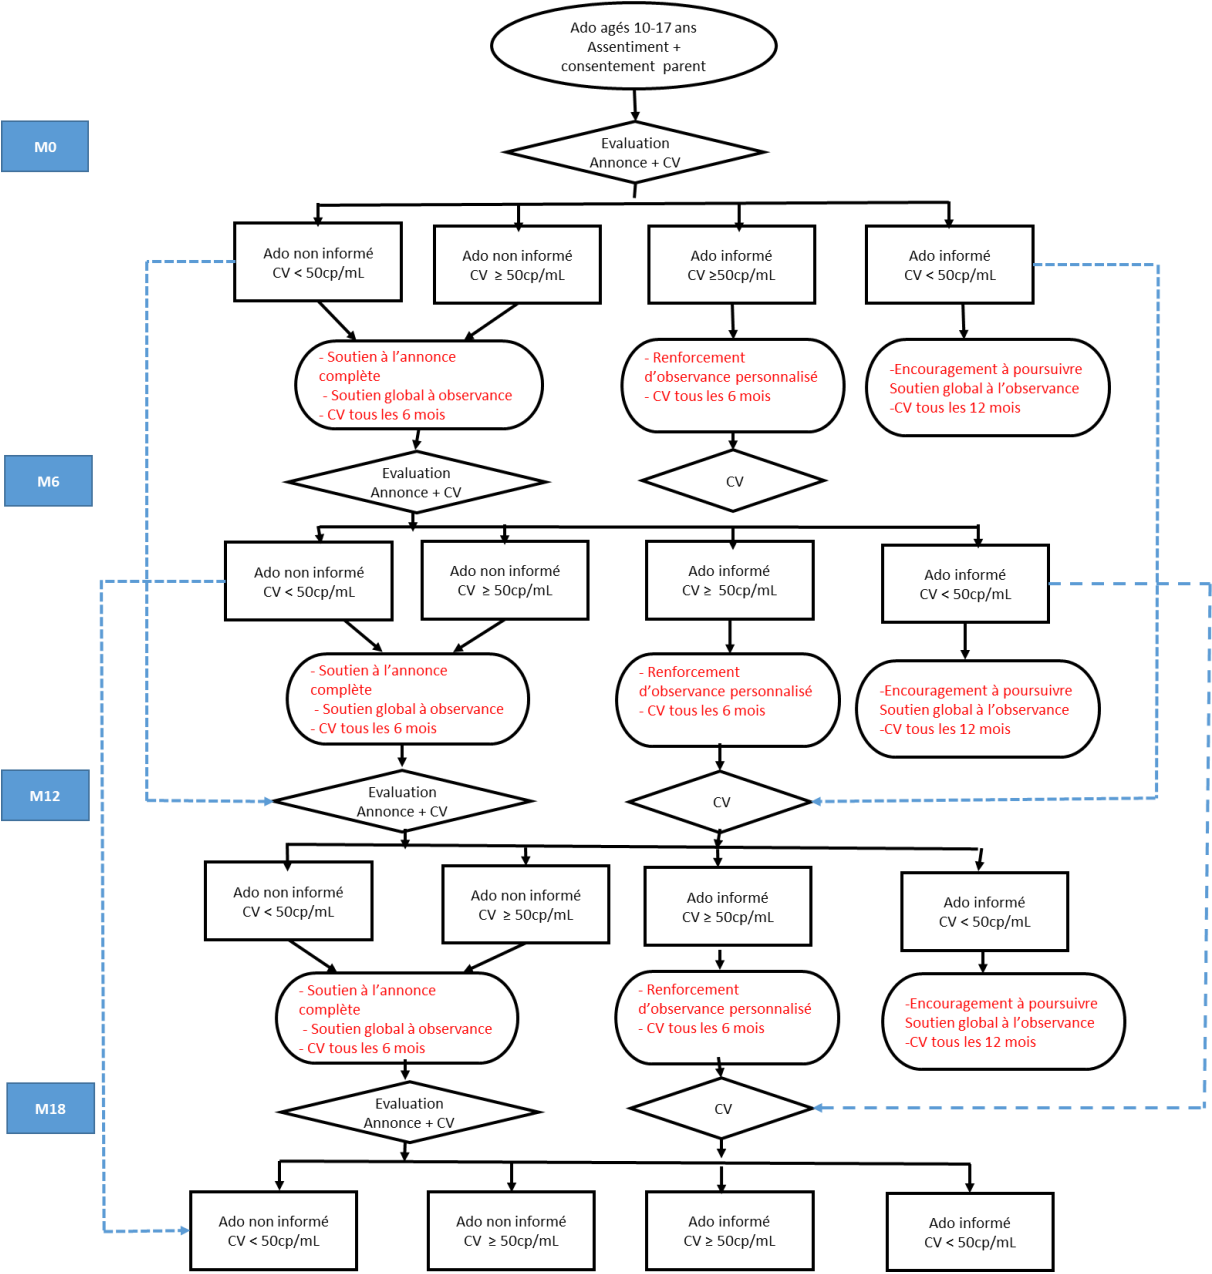 Ado agés 10-17 ans
Assentiment +
consentement parent
M0
Evaluation
Annonce + CV
Ado non informé
CV < 50cp/mL
Ado non informé
CV ≥ 50cp/mL
Ado informé
CV ≥50cp/mL
Ado informé
CV < 50cp/mL
- Soutien à l’annonce
complète
- Soutien global à observance
- CV tous les 6 mois
- Renforcement
d’observance personnalisé
- CV tous les 6 mois
-Encouragement à poursuivre
Soutien global à l’observance
-CV tous les 12 mois
M6
Evaluation
Annonce + CV
CV
Ado non informé
CV < 50cp/mL
Ado non informé
CV ≥ 50cp/mL
Ado informé
CV ≥ 50cp/mL
Ado informé
CV < 50cp/mL
- Soutien à l’annonce
complète
- Soutien global à observance
- CV tous les 6 mois
- Renforcement
d’observance personnalisé
- CV tous les 6 mois
-Encouragement à poursuivre
Soutien global à l’observance
-CV tous les 12 mois
M12
Evaluation
Annonce + CV
CV
Ado non informé
CV < 50cp/mL
Ado non informé
CV ≥ 50cp/mL
Ado informé
CV ≥ 50cp/mL
Ado informé
CV < 50cp/mL
- Soutien à l’annonce
complète
- Soutien global à observance
- CV tous les 6 mois
- Renforcement
d’observance personnalisé
- CV tous les 6 mois
-Encouragement à poursuivre
Soutien global à l’observance
-CV tous les 12 mois
M18
Evaluation
Annonce + CV
CV
Ado non informé
CV < 50cp/mL
Ado non informé
CV ≥ 50cp/mL
Ado informé
CV ≥ 50cp/mL
Ado informé
CV < 50cp/mL